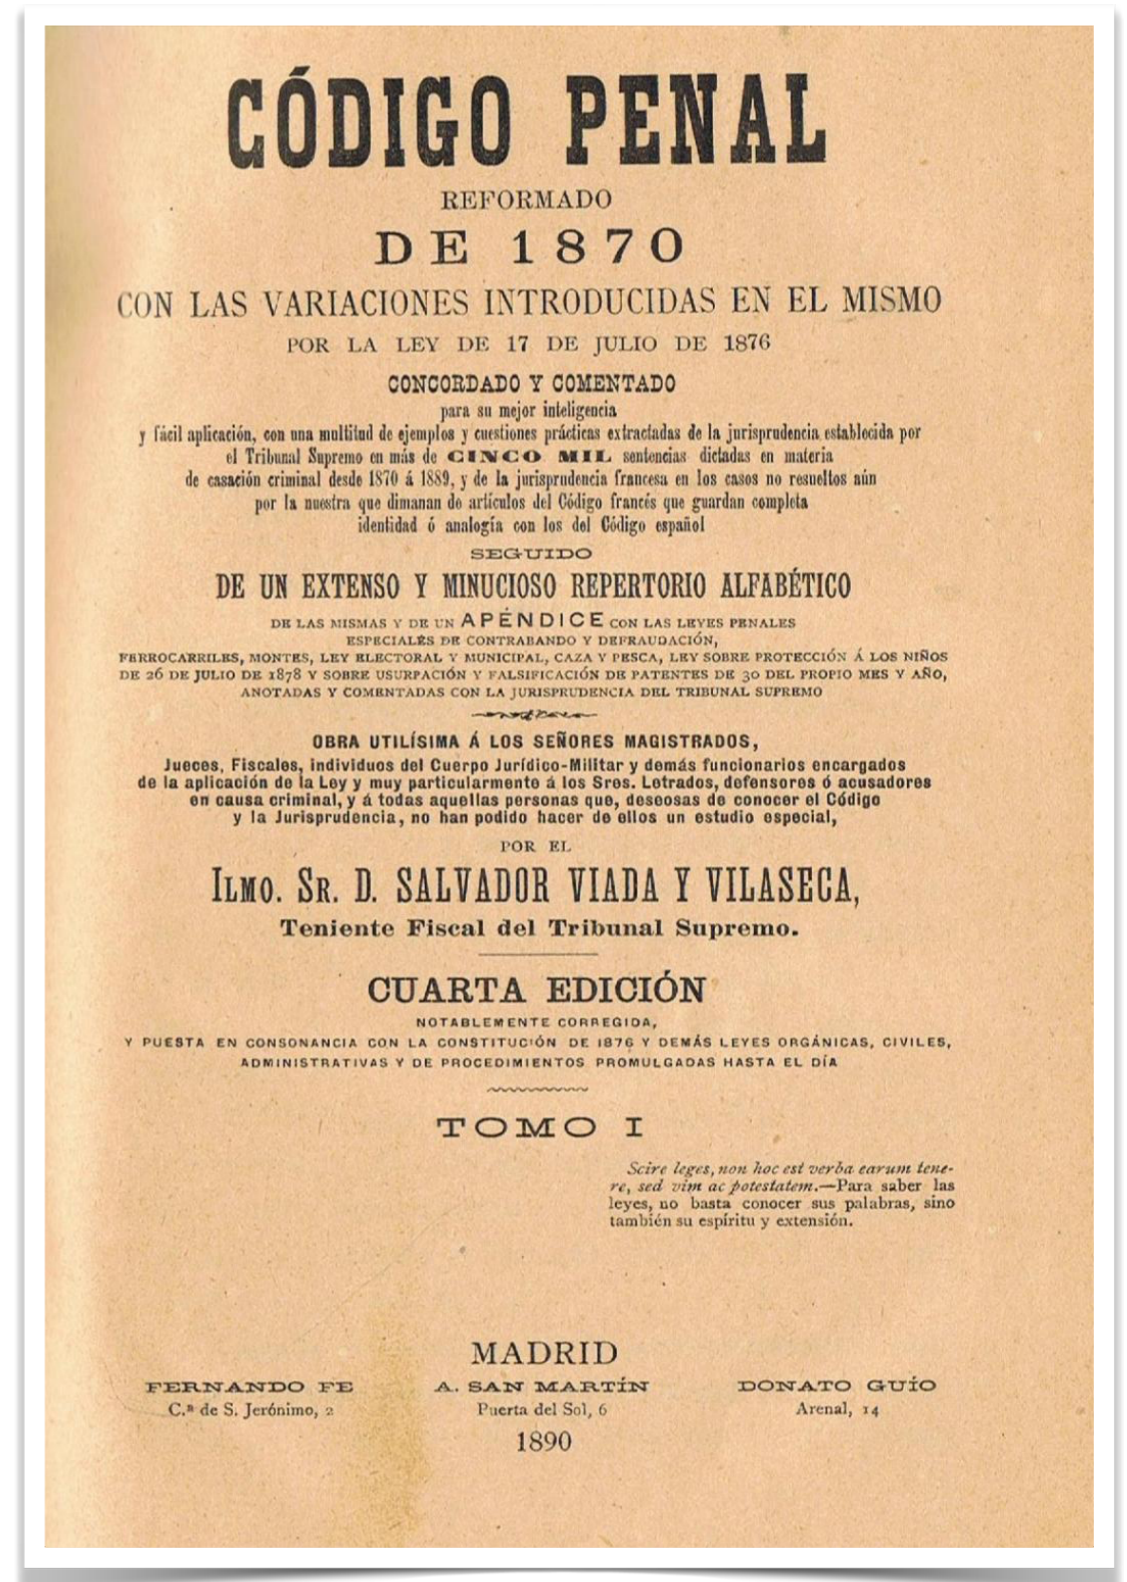 CÓDIGO PENAL
REFORMADO
DE 1870
CON LAS VARIACIONES INTRODUCIDAS EN EL MISMO
POR LA LEY DE 17 DE JULIO DE 1876
CONCORDADO Y COMENTADO
para su mejor inteligencia
y fácil aplicación, con una multitud de ejemplos y cuestiones prácticas extractadas de la jurisprudencia establecida por
el Tribunal Supremo en más de CINCO MIL sentencias dictadas en materia
de casación criminal desde 1870 á 1889, y de la jurisprudencia francesa en los casos no resueltos aún
por la nuestra que dimanan de artículos del Código francés que guardan completa
identidad ó analogía con los del Código español
SEGUIDO
DE UN EXTENSO Y MINUCIOSO REPERTORIO ALFABÉTICO
DE LAS MISMAS Y DE UN APÉNDICE CON LAS LEYES PENALES
ESPECIALES DE CONTRABANDO Y DEFRAUDACIÓN,
FERROCARRILES, MONTES, LEY ELECTORAL Y MUNICIPAL, CAZA Y PESCA, LEY SOBRE PROTECCIÓN Á LOS NIÑOS
DE 26 DE JULIO DE 1878 Y SOBRE USURPACIÓN Y FALSIFICACIÓN DE PATENTES DE 30 DEL PROPIO MES Y AÑO,
ANOTADAS Y COMENTADAS CON LA JURISPRUDENCIA DEL TRIBUNAL SUPREMO
OBRA UTILÍSIMA Á LOS SEÑORES MAGISTRADOS,
Jueces, Fiscales, individuos del Cuerpo Jurídico-Militar y demás funcionarios encargados
de la aplicación de la Ley y muy particularmente á los Sres. Letrados, defensores ó acusadores
en causa criminal, y á todas aquellas personas que, deseosas de conocer el Código
y la Jurisprudencia, no han podido hacer de ellos un estudio especial,
POR EL
ILMO. SR. D. SALVADOR VIADA Y VILASECA,
Teniente Fiscal del Tribunal Supremo.
CUARTA EDICIÓN
NOTABLEMENTE CORREGIDA,
Y PUESTA EN CONSONANCIA CON LA CONSTITUCIÓN DE 1876 Y DEMÁS LEYES ORGÁNICAS, CIVILES,
ADMINISTRATIVAS Y DE PROCEDIMIENTOS PROMULGADAS HASTA EL DÍA
TOMO I
Scire leges, non hoc est verba earum tene-
re, sed vim ac potestatem.—Para saber las
leyes, no basta conocer sus palabras, sino
también su espíritu y extensión.
MADRID
FERNANDO FE A. SAN MARTÍN DONATO GUÍO
C.ª de S. Jerónimo, 2 Puerta del Sol, 6 Arenal, 14
1890